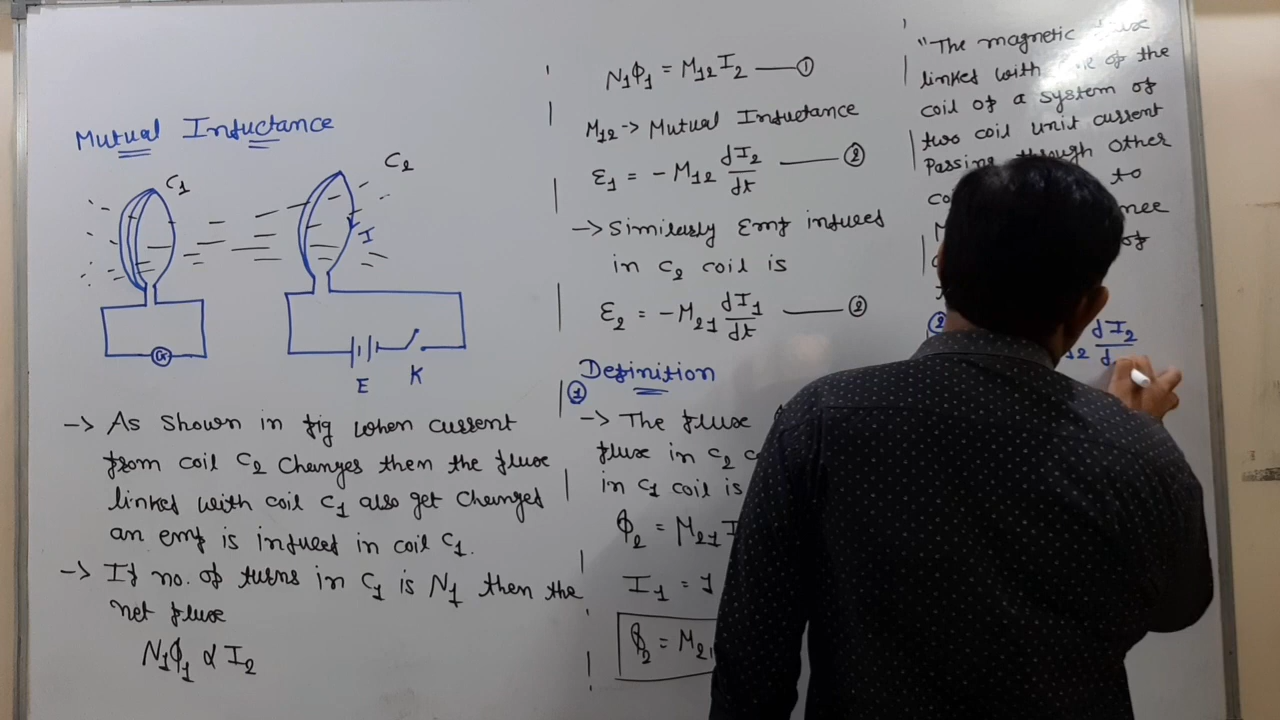 Mutual Inductance
C1
C2
I
G
E
K
-> As shown in fig when current
from coil C2 changes then the flux
linked with coil C1 also get changed
an emf is induced in coil C1.
-> If no. of turns in C1 is N1 then the
net flux
N1Φ1 α I2
N1Φ1 = M12 I2 — ①
M12 -> Mutual Inductance
ε1 = - M12 dI2/dt — ②
-> Similarly Emf induced
in C2 coil is
ε2 = - M21 dI1/dt — ②
Definition
①
-> The flux
flux in C2
in C1 coil is
Φ2 = M21 I
I1 = 1
Φ2 = M21
"The magnetic
linked with of the
coil of a system of
two coil unit current
Passing through other
to
of
②
12 dI2/d